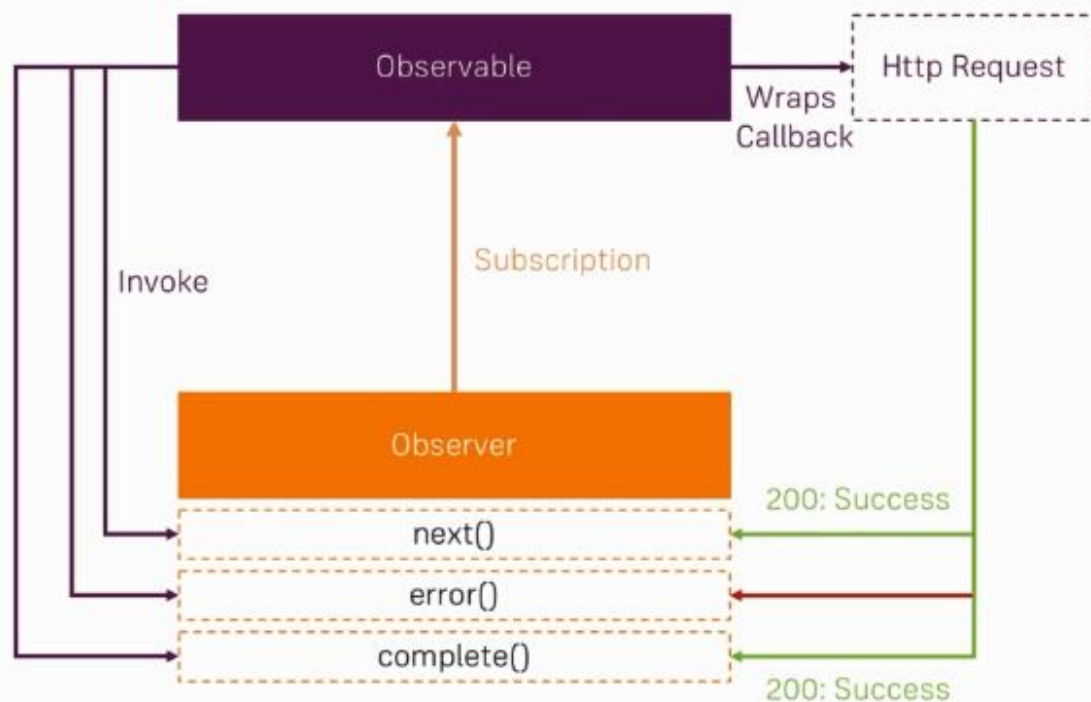 Observable
Http Request
Wraps
Callback
Invoke
Subscription
Observer
200: Success
next()
error()
complete()
200: Success